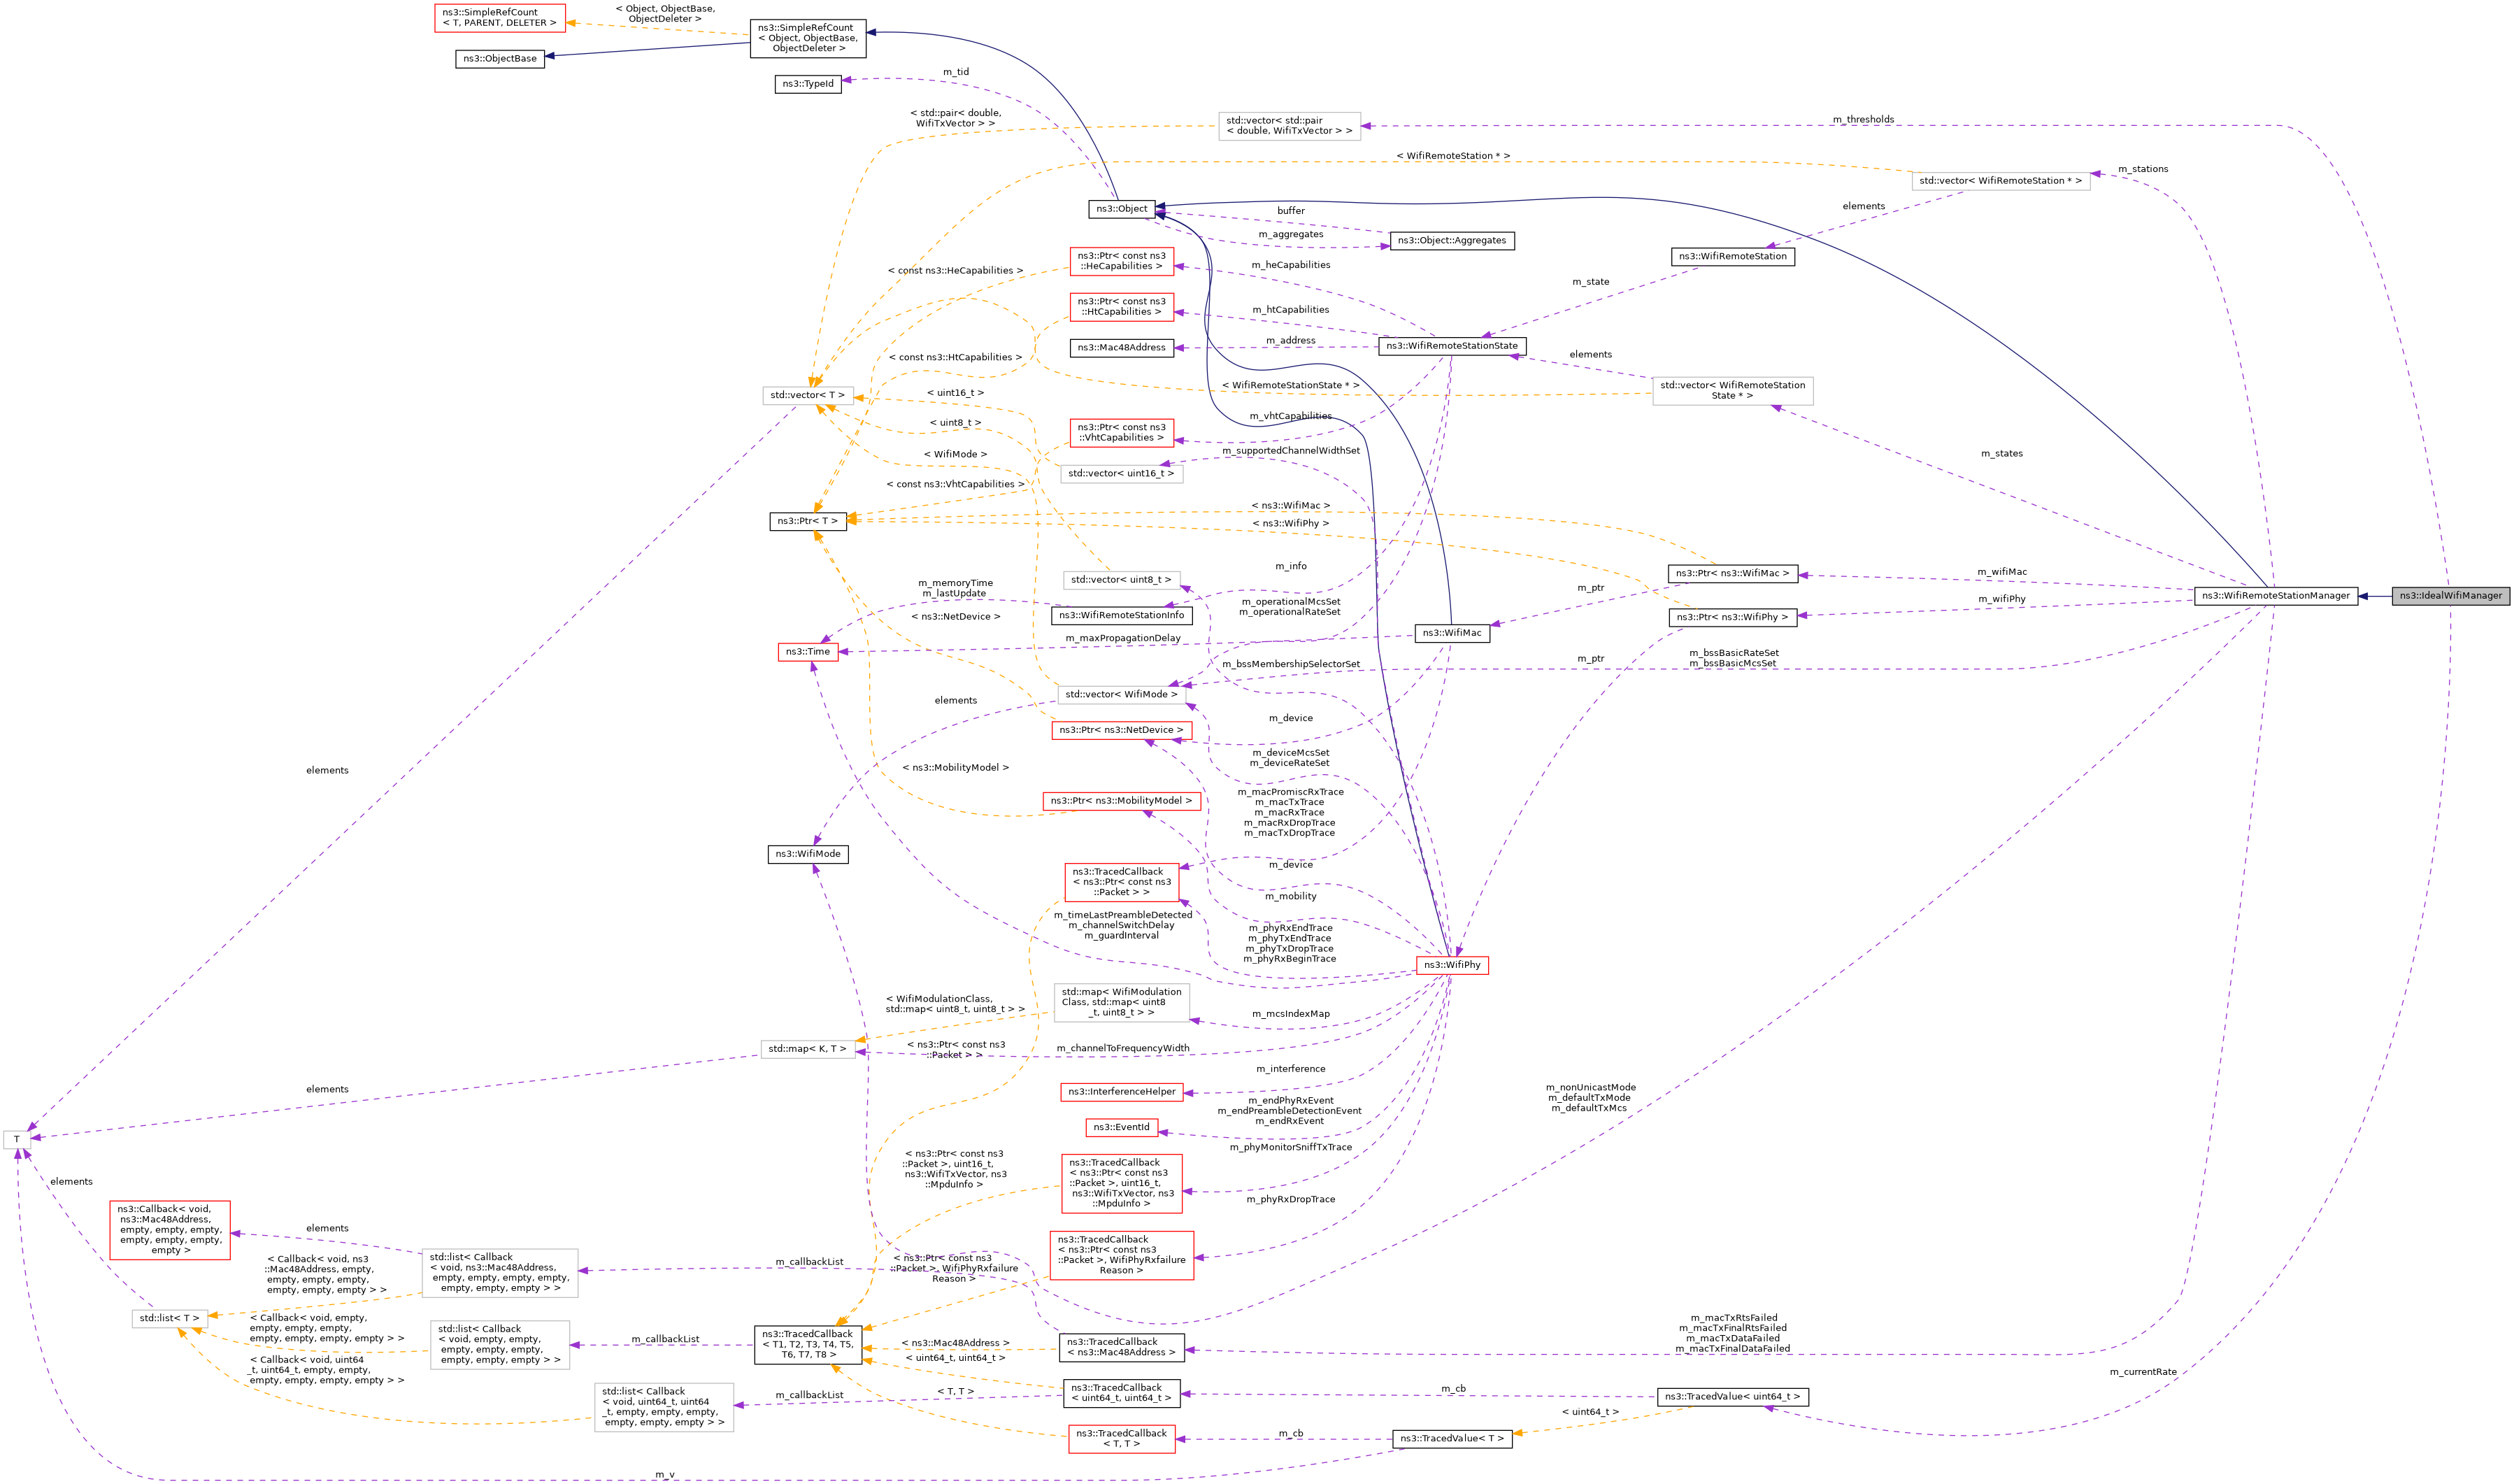 ns3::SimpleRefCount
< T, PARENT, DELETER >
< Object, ObjectBase,
ObjectDeleter >
ns3::SimpleRefCount
< Object, ObjectBase,
ObjectDeleter >
ns3::ObjectBase
ns3::TypeId
m_tid
< std::pair< double,
WifiTxVector > >
std::vector< std::pair
< double, WifiTxVector > >
m_thresholds
< WifiRemoteStation * >
m_stations
std::vector< WifiRemoteStation * >
ns3::Object
buffer
m_aggregates
ns3::Object::Aggregates
elements
ns3::WifiRemoteStation
ns3::Ptr< const ns3
::HeCapabilities >
< const ns3::HeCapabilities >
m_heCapabilities
m_state
ns3::Ptr< const ns3
::HtCapabilities >
m_htCapabilities
ns3::Mac48Address
m_address
ns3::WifiRemoteStationState
elements
< const ns3::HtCapabilities >
std::vector< T >
< uint16_t >
< WifiRemoteStationState * >
std::vector< WifiRemoteStation
State * >
< uint8_t >
ns3::Ptr< const ns3
::VhtCapabilities >
m_vhtCapabilities
< WifiMode >
m_supportedChannelWidthSet
m_states
std::vector< uint16_t >
< const ns3::VhtCapabilities >
< ns3::WifiMac >
ns3::Ptr< T >
< ns3::WifiPhy >
m_info
std::vector< uint8_t >
ns3::Ptr< ns3::WifiMac >
m_wifiMac
m_memoryTime
m_lastUpdate
m_ptr
ns3::WifiRemoteStationManager
ns3::IdealWifiManager
m_operationalMcsSet
m_operationalRateSet
m_wifiPhy
ns3::WifiRemoteStationInfo
< ns3::NetDevice >
ns3::Ptr< ns3::WifiPhy >
ns3::WifiMac
m_maxPropagationDelay
ns3::Time
m_bssMembershipSelectorSet
m_ptr
m_bssBasicRateSet
m_bssBasicMcsSet
std::vector< WifiMode >
elements
m_device
ns3::Ptr< ns3::NetDevice >
m_deviceMcsSet
m_deviceRateSet
< ns3::MobilityModel >
elements
ns3::Ptr< ns3::MobilityModel >
m_macPromiscRxTrace
m_macTxTrace
m_macRxTrace
m_macRxDropTrace
m_macTxDropTrace
ns3::WifiMode
m_device
ns3::TracedCallback
< ns3::Ptr< const ns3
::Packet > >
m_mobility
m_timeLastPreambleDetected
m_channelSwitchDelay
m_guardInterval
m_phyRxEndTrace
m_phyTxEndTrace
m_phyTxDropTrace
m_phyRxBeginTrace
ns3::WifiPhy
< WifiModulationClass,
std::map< uint8_t, uint8_t > >
std::map< WifiModulation
Class, std::map< uint8
_t, uint8_t > >
m_mcsIndexMap
std::map< K, T >
< ns3::Ptr< const ns3
::Packet > >
m_channelToFrequencyWidth
m_interference
elements
ns3::InterferenceHelper
m_nonUnicastMode
m_defaultTxMode
m_defaultTxMcs
m_endPhyRxEvent
m_endPreambleDetectionEvent
m_endRxEvent
ns3::EventId
T
m_phyMonitorSniffTxTrace
< ns3::Ptr< const ns3
::Packet >, uint16_t,
ns3::WifiTxVector, ns3
::MpduInfo >
ns3::TracedCallback
< ns3::Ptr< const ns3
::Packet >, uint16_t,
ns3::WifiTxVector, ns3
::MpduInfo >
elements
m_phyRxDropTrace
ns3::Callback< void,
ns3::Mac48Address,
empty, empty, empty,
empty, empty, empty,
empty >
elements
ns3::TracedCallback
< ns3::Ptr< const ns3
::Packet >, WifiPhyRxfailure
Reason >
< Callback< void, ns3
::Mac48Address, empty,
empty, empty, empty,
empty, empty, empty > >
std::list< Callback
< void, ns3::Mac48Address,
empty, empty, empty, empty,
empty, empty, empty > >
m_callbackList
< ns3::Ptr< const ns3
::Packet >, WifiPhyRxfailure
Reason >
std::list< T >
< Callback< void, empty,
empty, empty, empty,
empty, empty, empty, empty > >
std::list< Callback
< void, empty, empty,
empty, empty, empty,
empty, empty, empty > >
m_callbackList
ns3::TracedCallback
< T1, T2, T3, T4, T5,
T6, T7, T8 >
< ns3::Mac48Address >
ns3::TracedCallback
< ns3::Mac48Address >
m_macTxRtsFailed
m_macTxFinalRtsFailed
m_macTxDataFailed
m_macTxFinalDataFailed
< uint64_t, uint64_t >
< Callback< void, uint64
_t, uint64_t, empty, empty,
empty, empty, empty, empty > >
std::list< Callback
< void, uint64_t, uint64
_t, empty, empty, empty,
empty, empty, empty > >
m_callbackList
< T, T >
ns3::TracedCallback
< uint64_t, uint64_t >
m_cb
ns3::TracedValue< uint64_t >
m_currentRate
< uint64_t >
ns3::TracedCallback
< T, T >
m_cb
ns3::TracedValue< T >
m_v